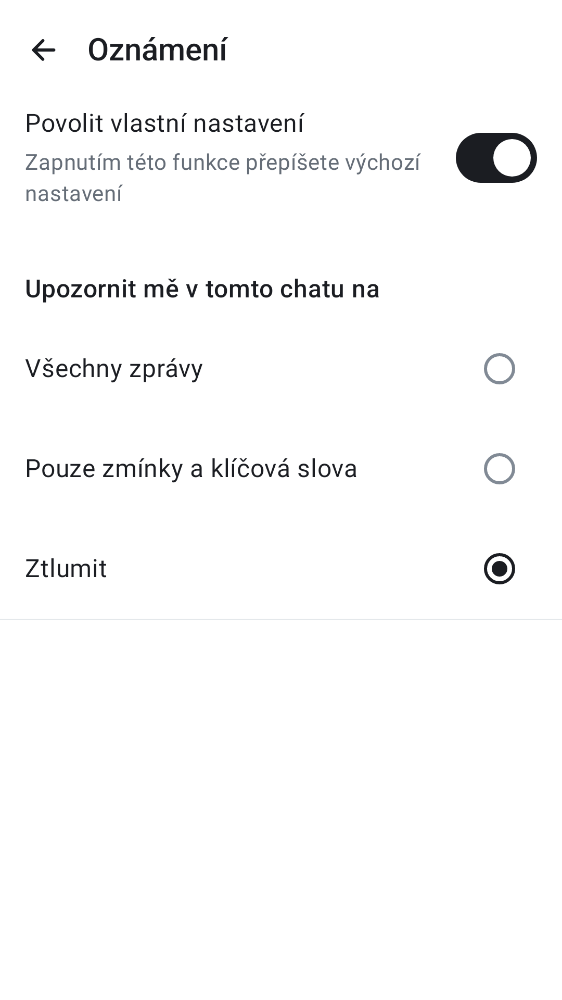 Oznámení
Povolit vlastní nastavení
Zapnutím této funkce přepíšete výchozí
nastavení
Upozornit mě v tomto chatu na
Všechny zprávy
Pouze zmínky a klíčová slova
Ztlumit